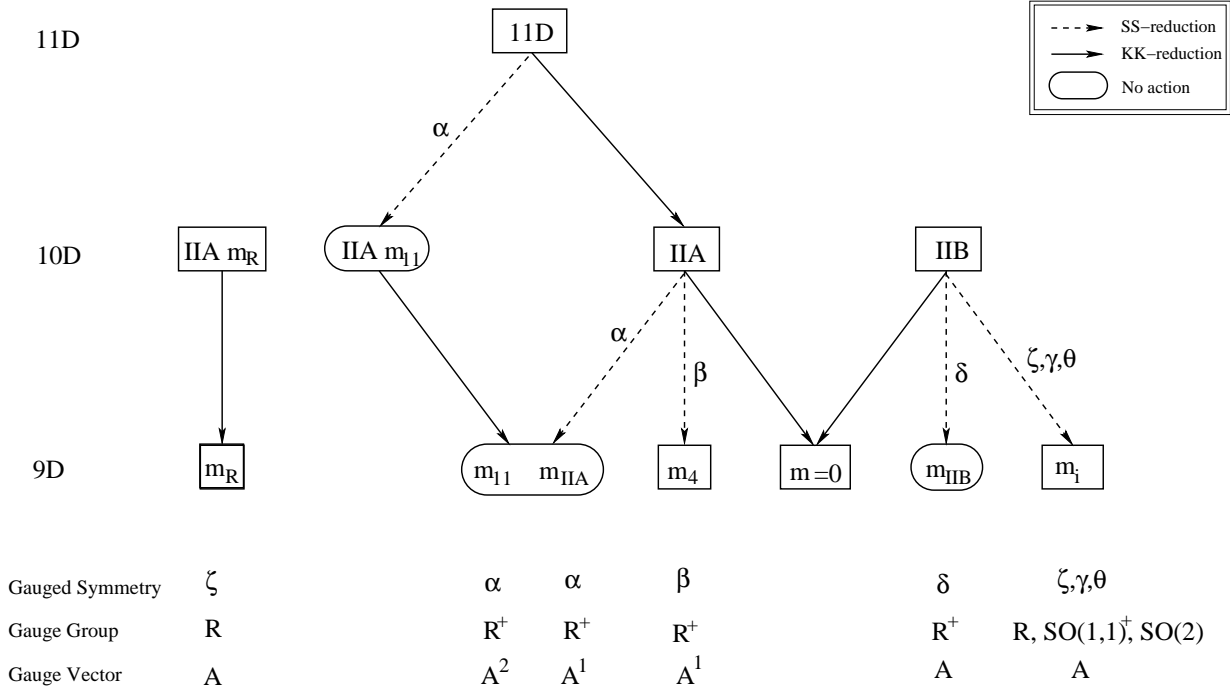 11D
11D
SS−reduction
KK−reduction
No action
α
10D
IIA m_R
IIA m_11
IIA
IIB
α
β
δ
ζ,γ,θ
9D
m_R
m_11 m_IIA
m_4
m =0
m_IIB
m_i
Gauged Symmetry ζ α α β δ ζ,γ,θ
Gauge Group R R^+ R^+ R^+ R^+ R, SO(1,1)^+, SO(2)
Gauge Vector A A^2 A^1 A^1 A A